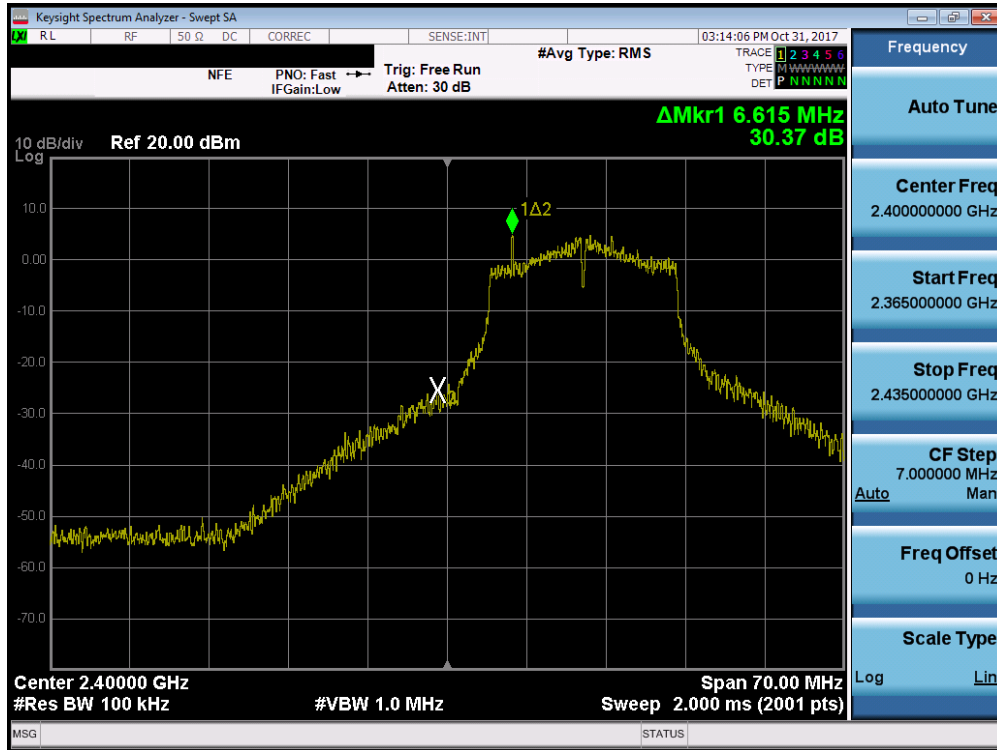 Keysight Spectrum Analyzer - Swept SA
LXI RL RF 50 Ω DC CORREC SENSE:INT 03:14:06 PM Oct 31, 2017
NFE PNO: Fast Trig: Free Run #Avg Type: RMS TRACE 1 2 3 4 5 6
IFGain:Low Atten: 30 dB TYPE M WWWWW
DET P N N N N N
ΔMkr1 6.615 MHz
30.37 dB
10 dB/div Ref 20.00 dBm
Log
1Δ2
10.0
0.00
-10.0
-20.0
-30.0
-40.0
-50.0
-60.0
-70.0
X2
Center 2.40000 GHz Span 70.00 MHz
#Res BW 100 kHz #VBW 1.0 MHz Sweep 2.000 ms (2001 pts)
MSG STATUS
Frequency
Auto Tune
Center Freq
2.400000000 GHz
Start Freq
2.365000000 GHz
Stop Freq
2.435000000 GHz
CF Step
7.000000 MHz
Auto Man
Freq Offset
0 Hz
Scale Type
Log Lin